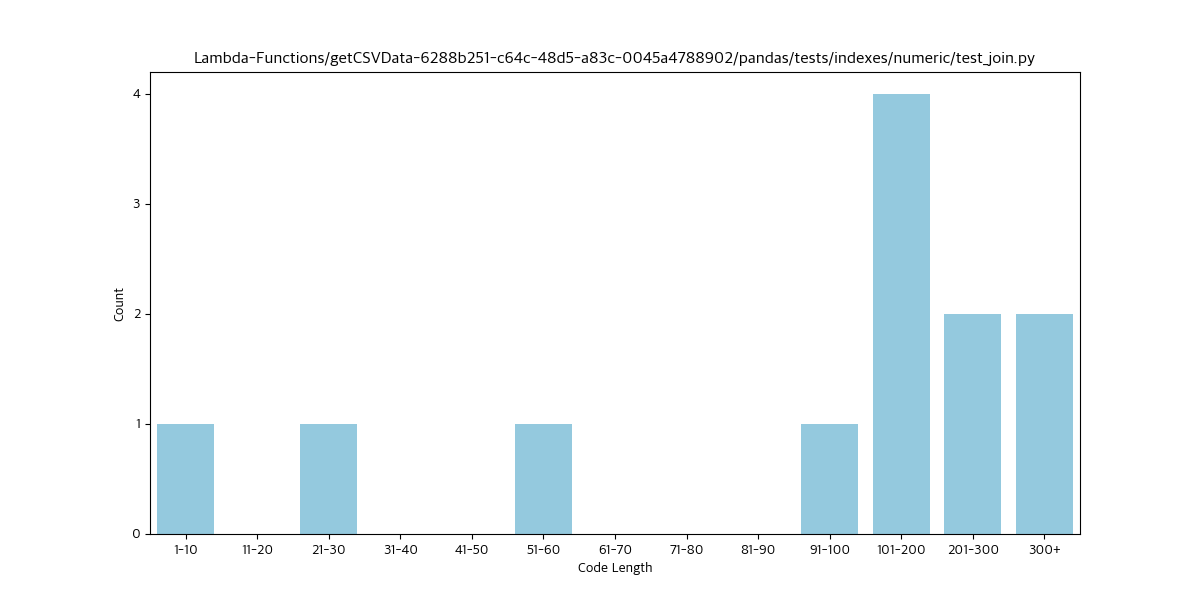 Lambda-Functions/getCSVData-6288b251-c64c-48d5-a83c-0045a4788902/pandas/tests/indexes/numeric/test_join.py
4
3
2
1
0
Count
1-10 11-20 21-30 31-40 41-50 51-60 61-70 71-80 81-90 91-100 101-200 201-300 300+
Code Length